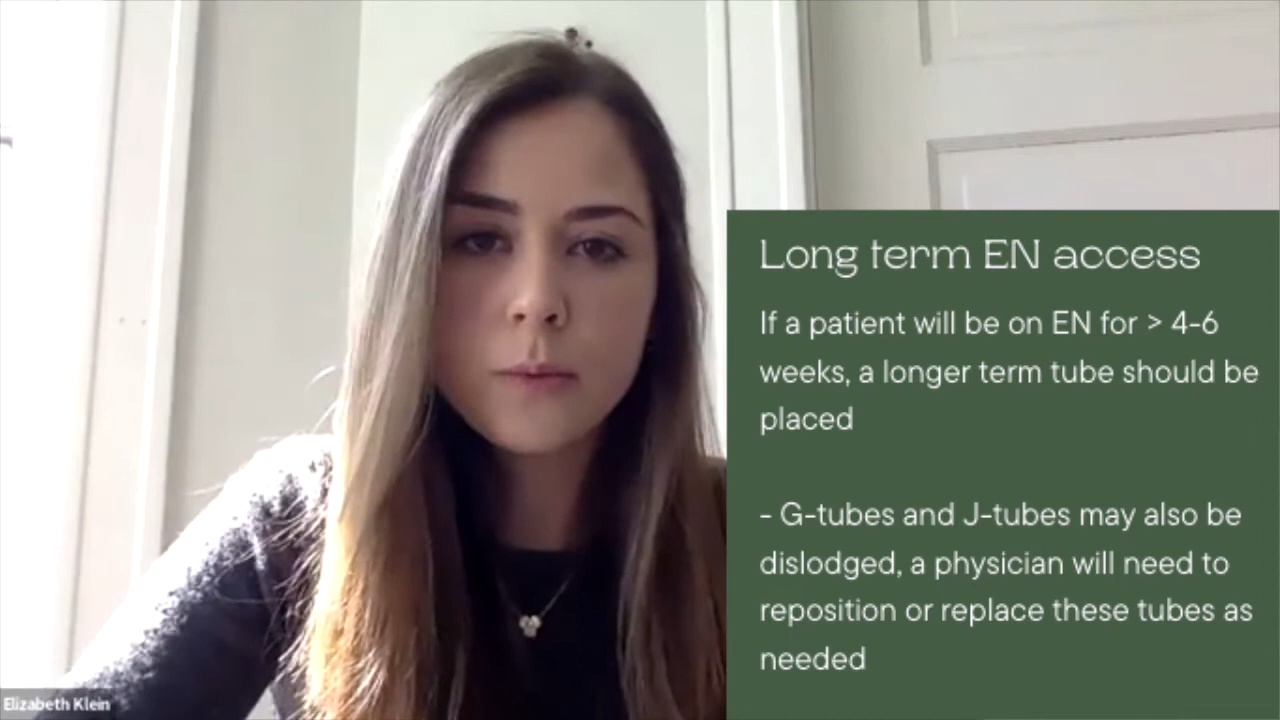 Long term EN access
If a patient will be on EN for > 4-6
weeks, a longer term tube should be
placed
- G-tubes and J-tubes may also be
dislodged, a physician will need to
reposition or replace these tubes as
needed
Elizabeth Klein